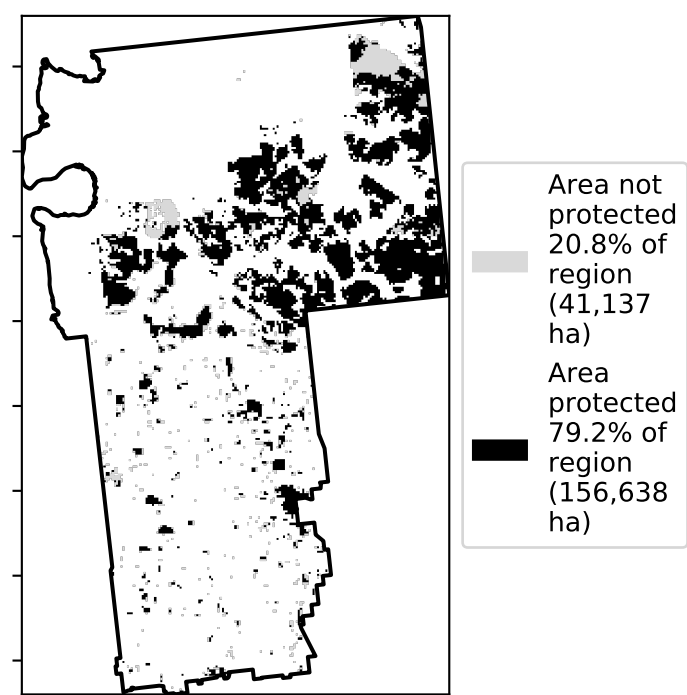 Area not
protected
20.8% of
region
(41,137
ha)
Area
protected
79.2% of
region
(156,638
ha)